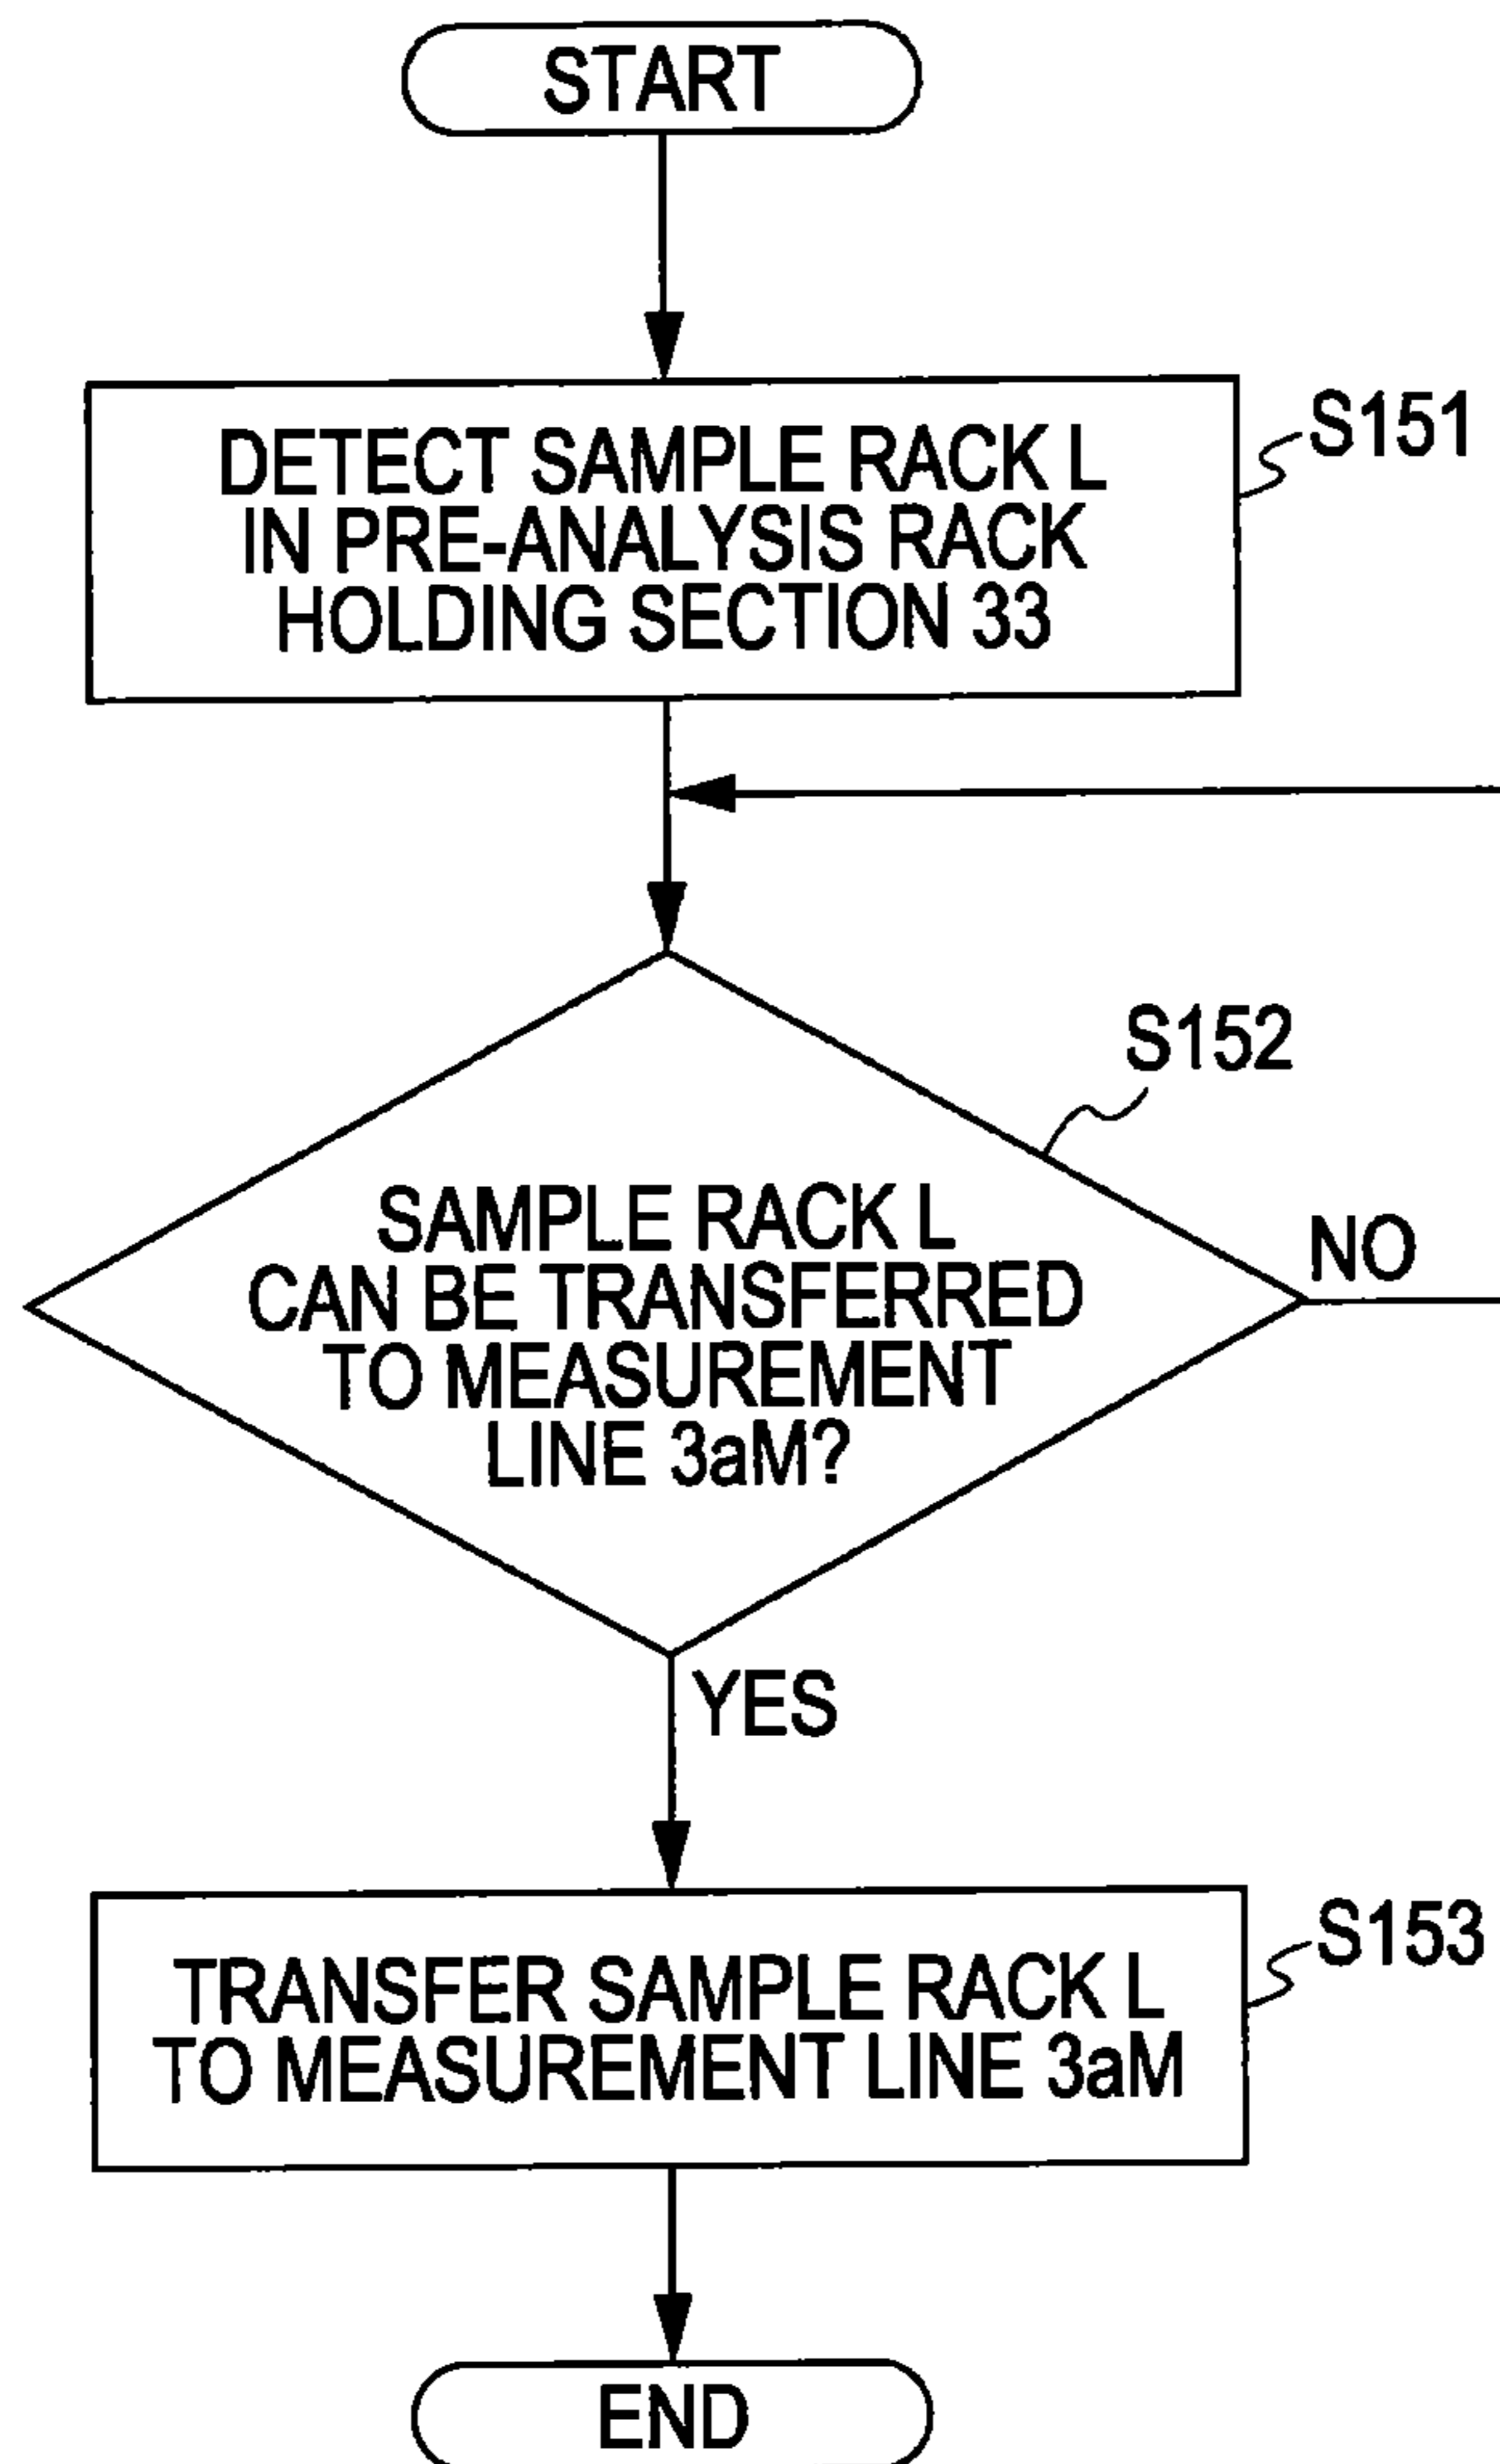 START
DETECT SAMPLE RACK L
IN PRE-ANALYSIS RACK
HOLDING SECTION 33
S151
S152
SAMPLE RACK L
CAN BE TRANSFERRED
TO MEASUREMENT
LINE 3aM?
NO
YES
TRANSFER SAMPLE RACK L
TO MEASUREMENT LINE 3aM
S153
END